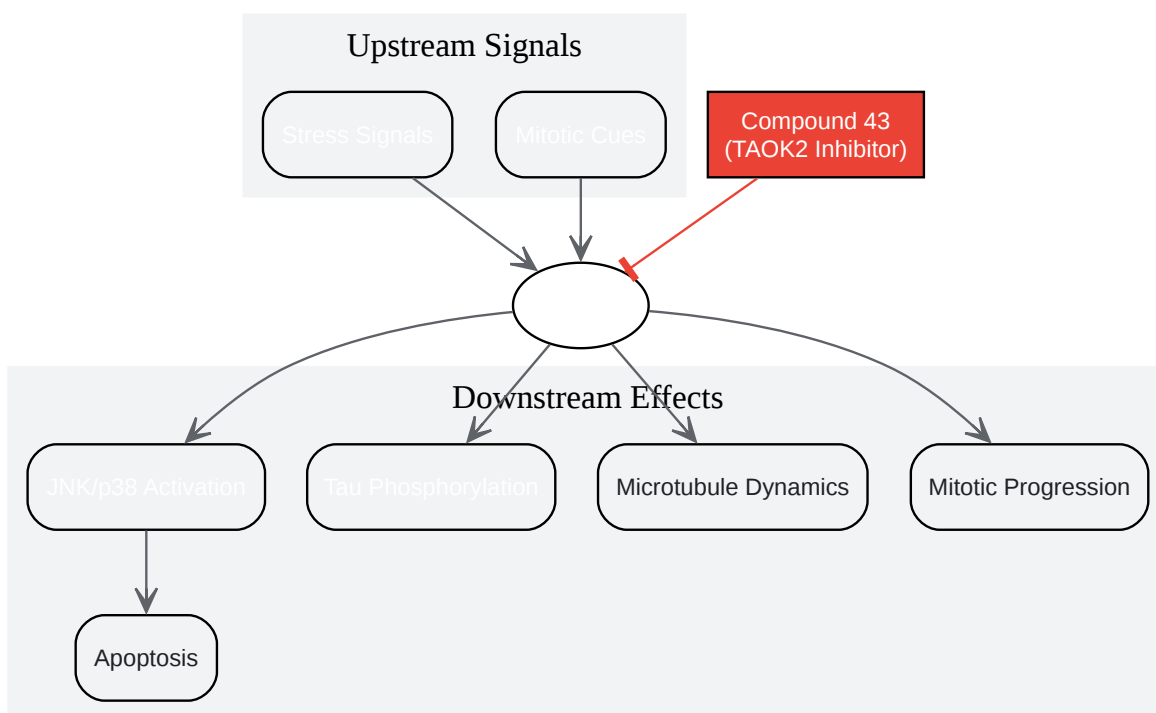 Upstream Signals
Stress Signals
Mitotic Cues
Compound 43
(TAOK2 Inhibitor)
Downstream Effects
JNK/p38 Activation
Tau Phosphorylation
Microtubule Dynamics
Mitotic Progression
Apoptosis